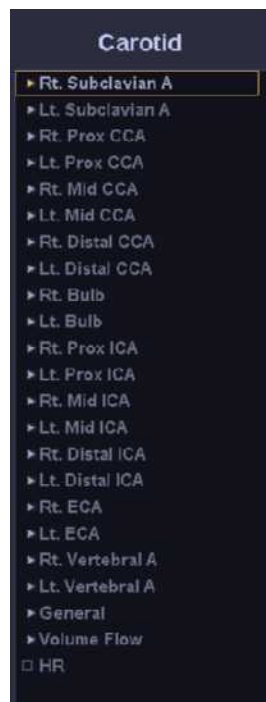 Carotid
Rt. Subclavian A
Lt. Subclavian A
Rt. Prox CCA
Lt. Prox CCA
Rt. Mid CCA
Lt. Mid CCA
Rt. Distal CCA
Lt. Distal CCA
Rt. Bulb
Lt. Bulb
Rt. Prox ICA
Lt. Prox ICA
Rt. Mid ICA
Lt. Mid ICA
Rt. Distal ICA
Lt. Distal ICA
Rt. ECA
Lt. ECA
Rt. Vertebral A
Lt. Vertebral A
General
Volume Flow
HR